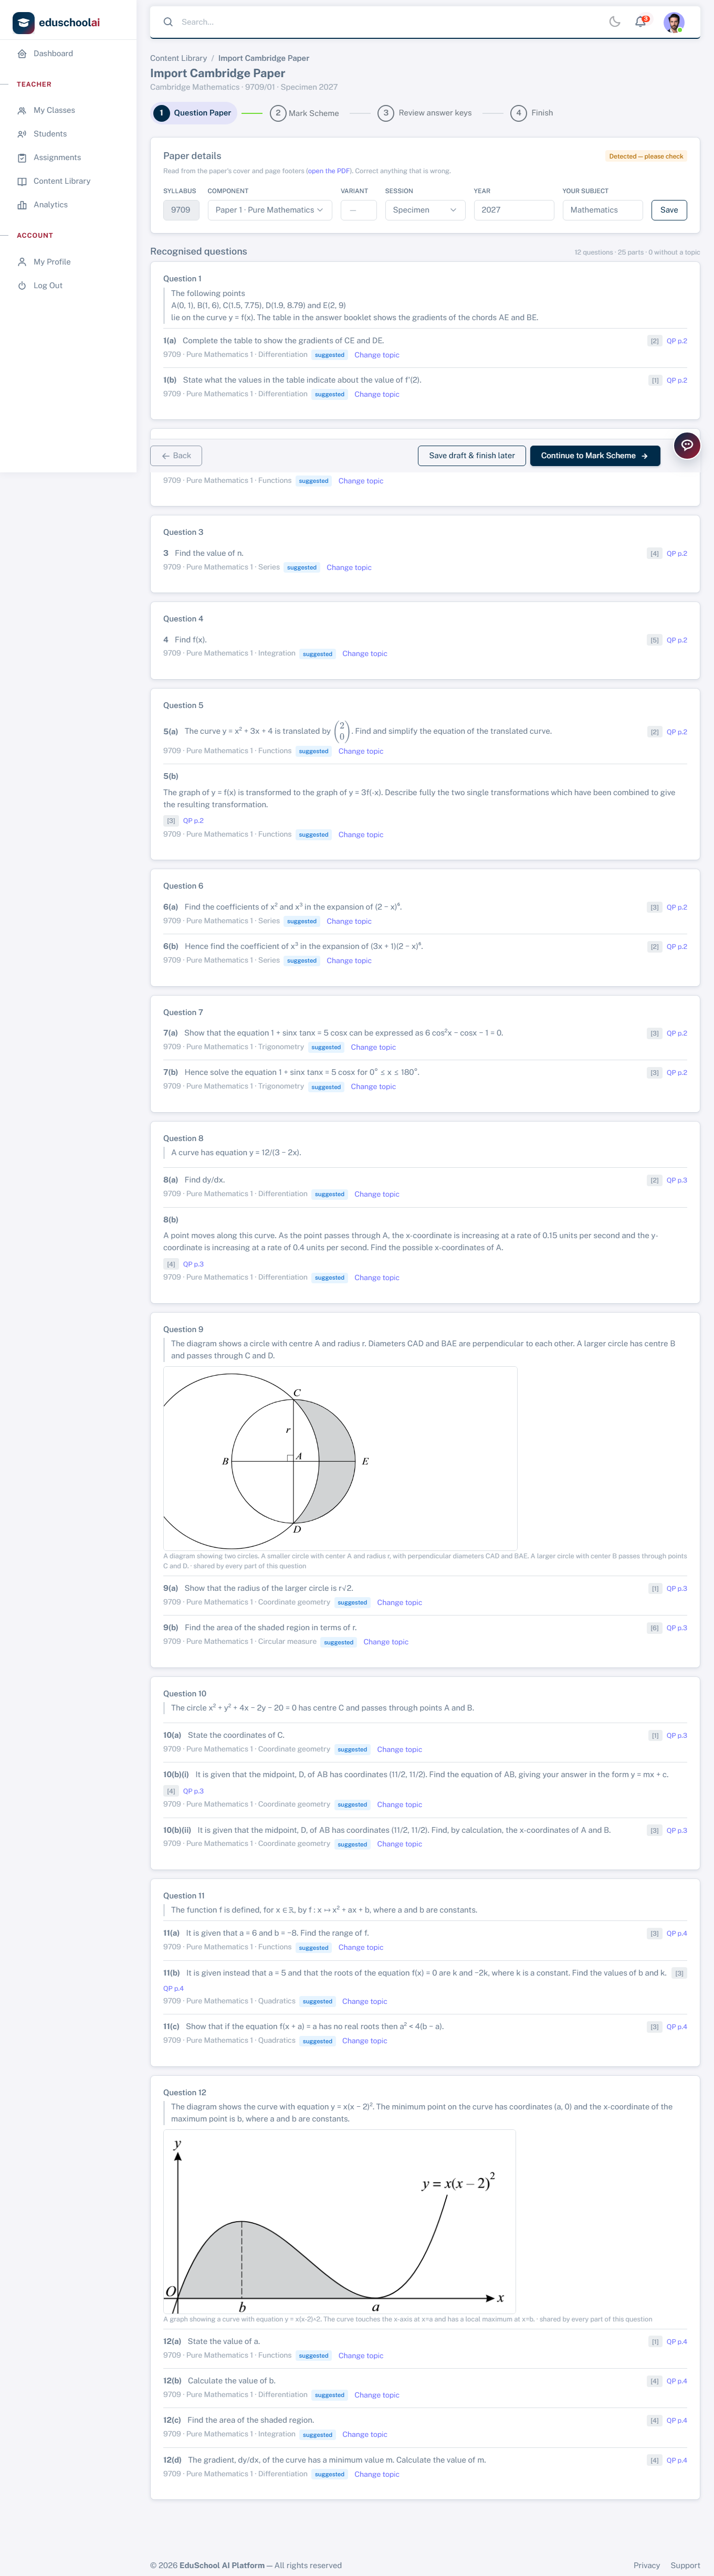 eduschoolai
Search...
3
Dashboard
TEACHER
My Classes
Students
Assignments
Content Library
Analytics
ACCOUNT
My Profile
Log Out
Content Library / Import Cambridge Paper
Import Cambridge Paper
Cambridge Mathematics · 9709/01 · Specimen 2027
1 Question Paper 2 Mark Scheme 3 Review answer keys 4 Finish
Paper details Detected — please check
Read from the paper's cover and page footers (open the PDF). Correct anything that is wrong.
SYLLABUS COMPONENT VARIANT SESSION YEAR YOUR SUBJECT
9709 Paper 1 · Pure Mathematics — Specimen 2027 Mathematics Save
Recognised questions 12 questions · 25 parts · 0 without a topic
Question 1
The following points
A(0, 1), B(1, 6), C(1.5, 7.75), D(1.9, 8.79) and E(2, 9)
lie on the curve y = f(x). The table in the answer booklet shows the gradients of the chords AE and BE.
1(a) Complete the table to show the gradients of CE and DE. [2] QP p.2
9709 · Pure Mathematics 1 · Differentiation suggested Change topic
1(b) State what the values in the table indicate about the value of f'(2). [1] QP p.2
9709 · Pure Mathematics 1 · Differentiation suggested Change topic
← Back Save draft & finish later Continue to Mark Scheme →
9709 · Pure Mathematics 1 · Functions suggested Change topic
Question 3
3 Find the value of n. [4] QP p.2
9709 · Pure Mathematics 1 · Series suggested Change topic
Question 4
4 Find f(x). [5] QP p.2
9709 · Pure Mathematics 1 · Integration suggested Change topic
Question 5
5(a) The curve y = x² + 3x + 4 is translated by (2 0). Find and simplify the equation of the translated curve. [2] QP p.2
9709 · Pure Mathematics 1 · Functions suggested Change topic
5(b)
The graph of y = f(x) is transformed to the graph of y = 3f(-x). Describe fully the two single transformations which have been combined to give
the resulting transformation.
[3] QP p.2
9709 · Pure Mathematics 1 · Functions suggested Change topic
Question 6
6(a) Find the coefficients of x² and x³ in the expansion of (2 − x)⁶. [3] QP p.2
9709 · Pure Mathematics 1 · Series suggested Change topic
6(b) Hence find the coefficient of x³ in the expansion of (3x + 1)(2 − x)⁶. [2] QP p.2
9709 · Pure Mathematics 1 · Series suggested Change topic
Question 7
7(a) Show that the equation 1 + sinx tanx = 5 cosx can be expressed as 6 cos²x − cosx − 1 = 0. [3] QP p.2
9709 · Pure Mathematics 1 · Trigonometry suggested Change topic
7(b) Hence solve the equation 1 + sinx tanx = 5 cosx for 0° ≤ x ≤ 180°. [3] QP p.2
9709 · Pure Mathematics 1 · Trigonometry suggested Change topic
Question 8
A curve has equation y = 12/(3 − 2x).
8(a) Find dy/dx. [2] QP p.3
9709 · Pure Mathematics 1 · Differentiation suggested Change topic
8(b)
A point moves along this curve. As the point passes through A, the x-coordinate is increasing at a rate of 0.15 units per second and the y-
coordinate is increasing at a rate of 0.4 units per second. Find the possible x-coordinates of A.
[4] QP p.3
9709 · Pure Mathematics 1 · Differentiation suggested Change topic
Question 9
The diagram shows a circle with centre A and radius r. Diameters CAD and BAE are perpendicular to each other. A larger circle has centre B
and passes through C and D.
C
r
B A E
D
A diagram showing two circles. A smaller circle with center A and radius r, with perpendicular diameters CAD and BAE. A larger circle with center B passes through points
C and D. · shared by every part of this question
9(a) Show that the radius of the larger circle is r√2. [1] QP p.3
9709 · Pure Mathematics 1 · Coordinate geometry suggested Change topic
9(b) Find the area of the shaded region in terms of r. [6] QP p.3
9709 · Pure Mathematics 1 · Circular measure suggested Change topic
Question 10
The circle x² + y² + 4x − 2y − 20 = 0 has centre C and passes through points A and B.
10(a) State the coordinates of C. [1] QP p.3
9709 · Pure Mathematics 1 · Coordinate geometry suggested Change topic
10(b)(i) It is given that the midpoint, D, of AB has coordinates (11/2, 11/2). Find the equation of AB, giving your answer in the form y = mx + c.
[4] QP p.3
9709 · Pure Mathematics 1 · Coordinate geometry suggested Change topic
10(b)(ii) It is given that the midpoint, D, of AB has coordinates (11/2, 11/2). Find, by calculation, the x-coordinates of A and B. [3] QP p.3
9709 · Pure Mathematics 1 · Coordinate geometry suggested Change topic
Question 11
The function f is defined, for x ∈ ℝ, by f : x ↦ x² + ax + b, where a and b are constants.
11(a) It is given that a = 6 and b = −8. Find the range of f. [3] QP p.4
9709 · Pure Mathematics 1 · Functions suggested Change topic
11(b) It is given instead that a = 5 and that the roots of the equation f(x) = 0 are k and −2k, where k is a constant. Find the values of b and k. [3]
QP p.4
9709 · Pure Mathematics 1 · Quadratics suggested Change topic
11(c) Show that if the equation f(x + a) = a has no real roots then a² < 4(b − a). [3] QP p.4
9709 · Pure Mathematics 1 · Quadratics suggested Change topic
Question 12
The diagram shows the curve with equation y = x(x − 2)². The minimum point on the curve has coordinates (a, 0) and the x-coordinate of the
maximum point is b, where a and b are constants.
y
y = x(x − 2)²
O b a x
A graph showing a curve with equation y = x(x-2)^2. The curve touches the x-axis at x=a and has a local maximum at x=b. · shared by every part of this question
12(a) State the value of a. [1] QP p.4
9709 · Pure Mathematics 1 · Functions suggested Change topic
12(b) Calculate the value of b. [4] QP p.4
9709 · Pure Mathematics 1 · Differentiation suggested Change topic
12(c) Find the area of the shaded region. [4] QP p.4
9709 · Pure Mathematics 1 · Integration suggested Change topic
12(d) The gradient, dy/dx, of the curve has a minimum value m. Calculate the value of m. [4] QP p.4
9709 · Pure Mathematics 1 · Differentiation suggested Change topic
© 2026 EduSchool AI Platform — All rights reserved Privacy Support